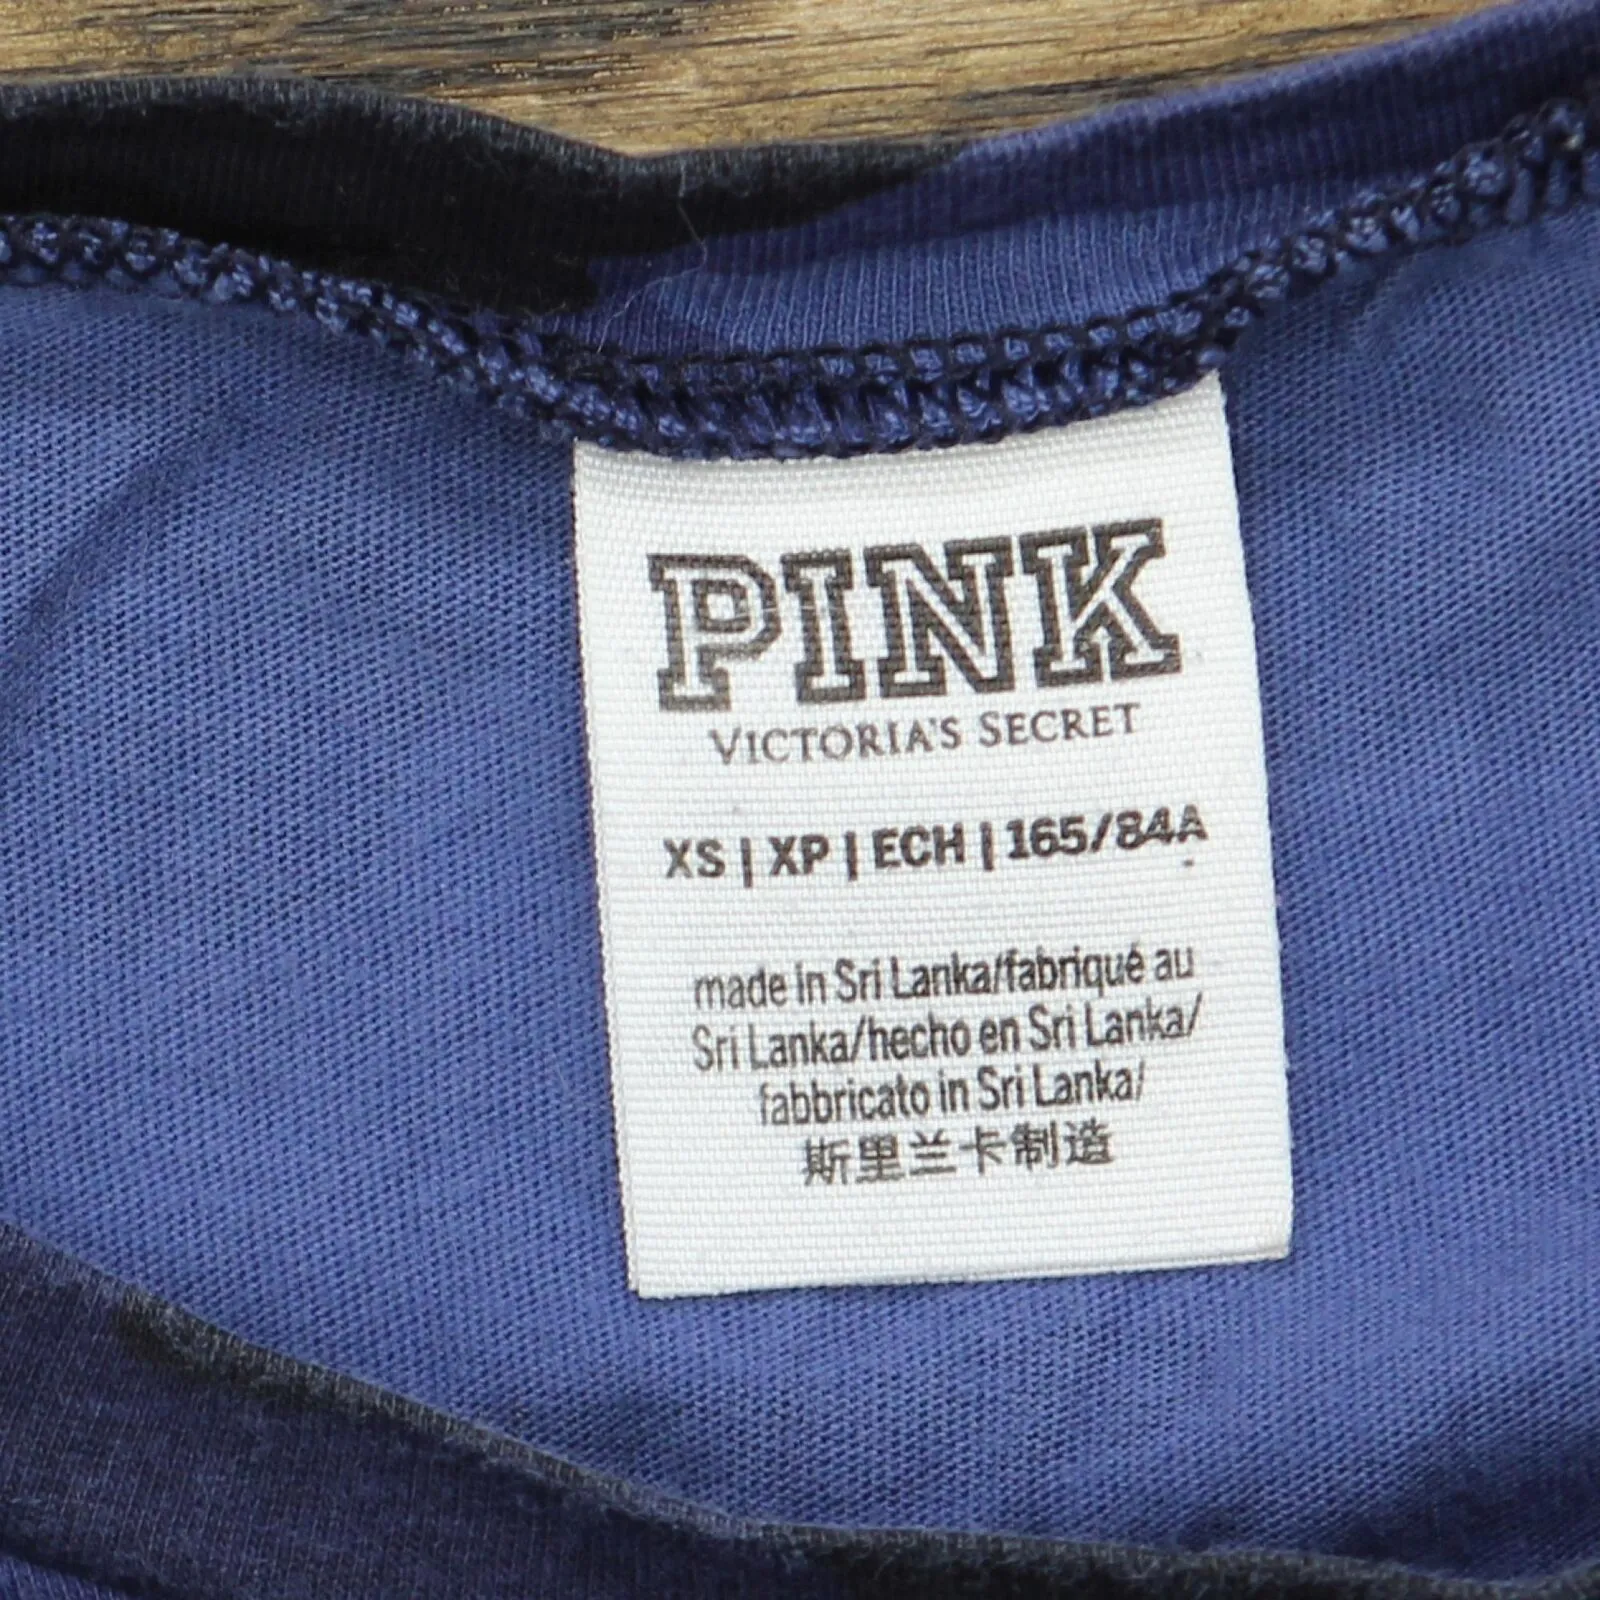 PINK
VICTORIA'S SECRET
XS | XP | ECH | 165/84A
made in Sri Lanka/fabriqué au
Sri Lanka/hecho en Sri Lanka/
fabbricato in Sri Lanka/
斯里兰卡制造